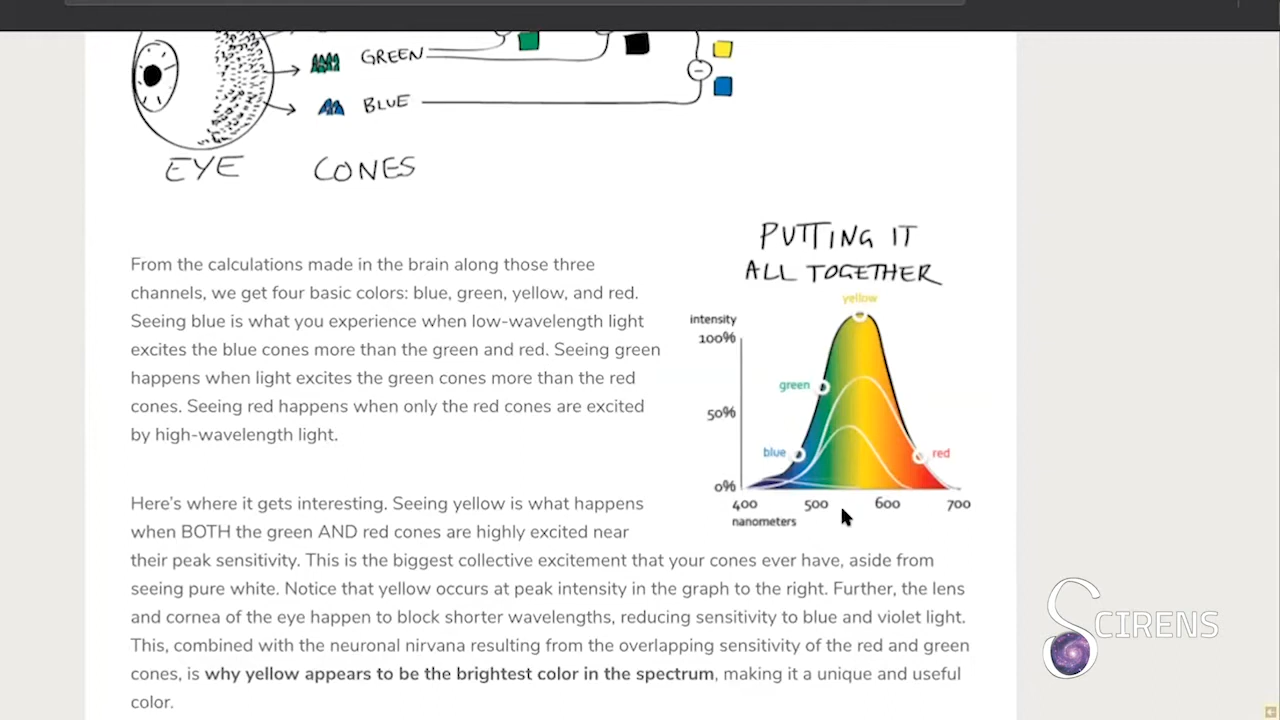 GREEN
BLUE
EYE
CONES
PUTTING IT
ALL TOGETHER
yellow
intensity
100%
green
50%
blue
red
0%
400 500 600 700
nanometers
From the calculations made in the brain along those three
channels, we get four basic colors: blue, green, yellow, and red.
Seeing blue is what you experience when low-wavelength light
excites the blue cones more than the green and red. Seeing green
happens when light excites the green cones more than the red
cones. Seeing red happens when only the red cones are excited
by high-wavelength light.
Here's where it gets interesting. Seeing yellow is what happens
when BOTH the green AND red cones are highly excited near
their peak sensitivity. This is the biggest collective excitement that your cones ever have, aside from
seeing pure white. Notice that yellow occurs at peak intensity in the graph to the right. Further, the lens
and cornea of the eye happen to block shorter wavelengths, reducing sensitivity to blue and violet light.
This, combined with the neuronal nirvana resulting from the overlapping sensitivity of the red and green
cones, is why yellow appears to be the brightest color in the spectrum, making it a unique and useful
color.
SCIRENS